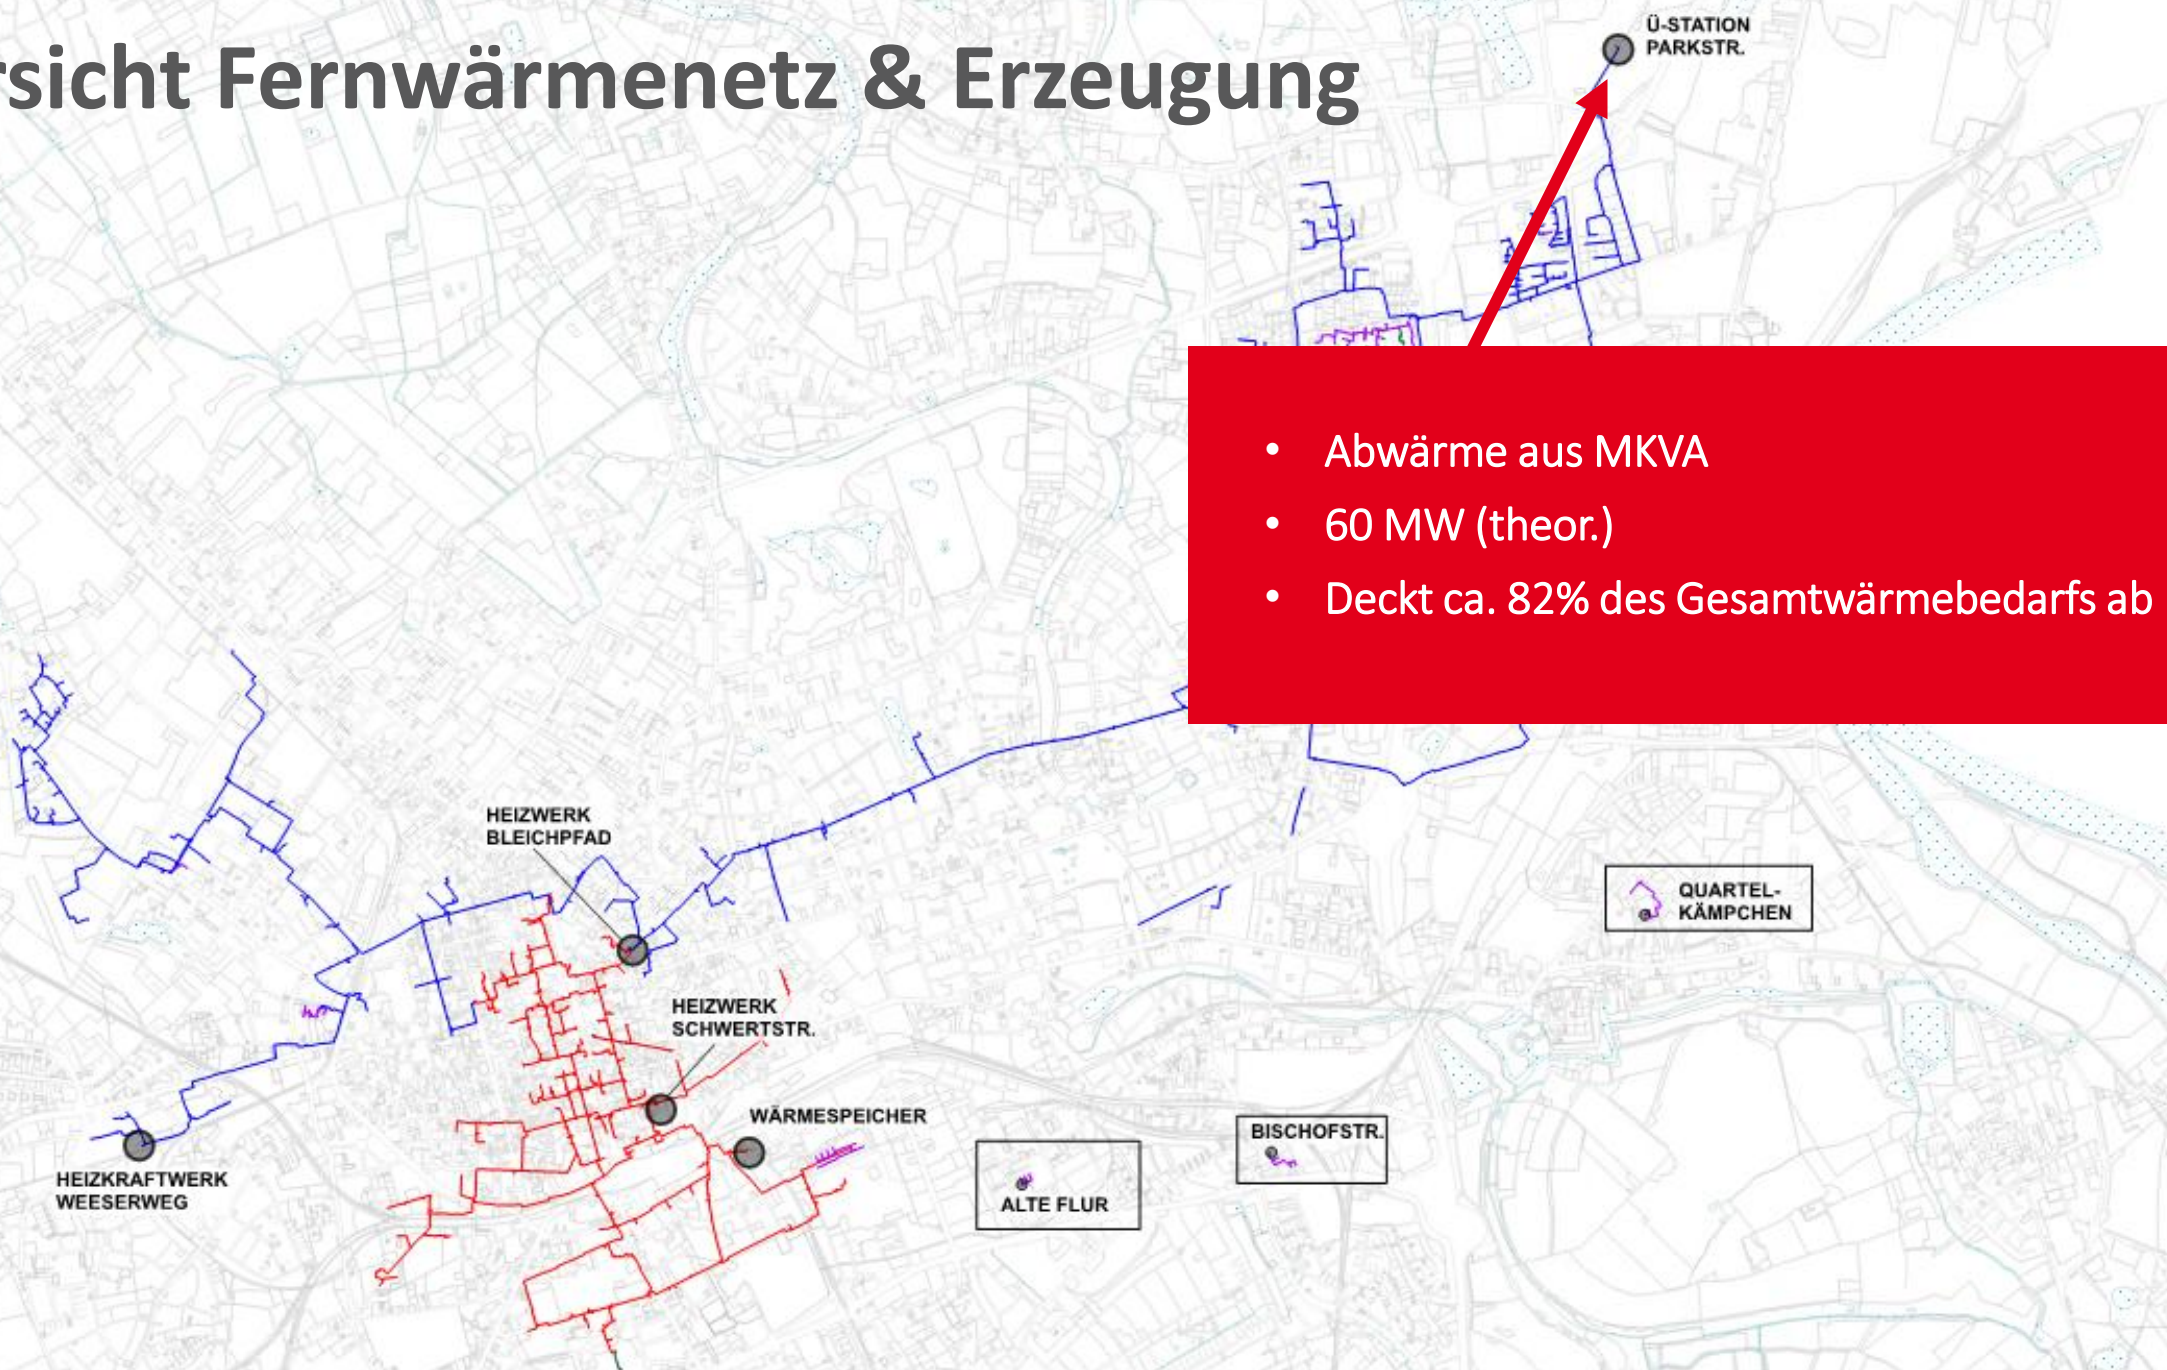 rsicht Fernwärmenetz & Erzeugung
Ü-STATION
PARKSTR.
• Abwärme aus MKVA
• 60 MW (theor.)
• Deckt ca. 82% des Gesamtwärmebedarfs ab
HEIZWERK
BLEICHPFAD
QUARTEL-
KÄMPCHEN
HEIZWERK
SCHWERTSTR.
WÄRMESPEICHER
BISCHOFSTR.
HEIZKRAFTWERK
WEESERWEG
ALTE FLUR